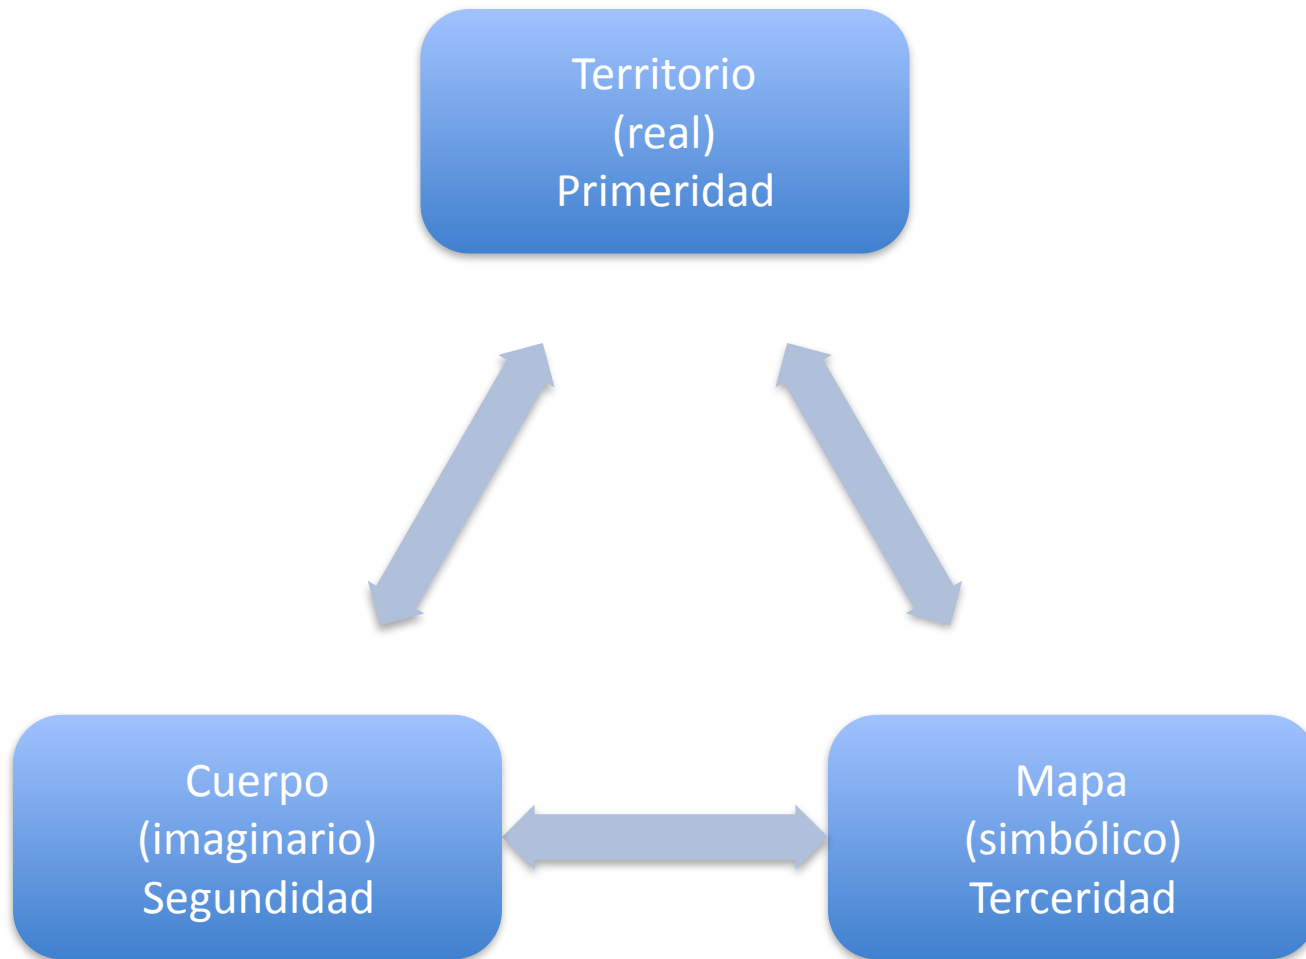 Territorio
(real)
Primeridad
Cuerpo
(imaginario)
Segundidad
Mapa
(simbólico)
Terceridad